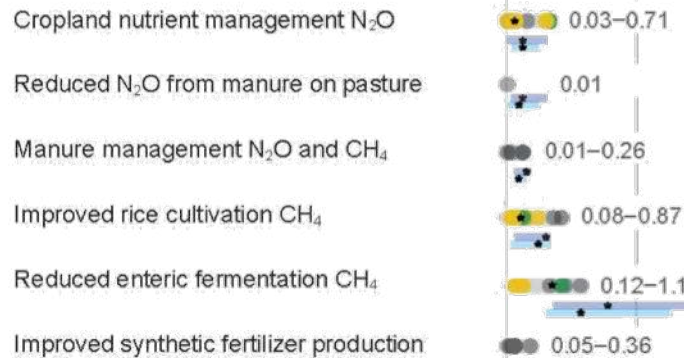 Cropland nutrient management N₂O 0.03–0.71
Reduced N₂O from manure on pasture 0.01
Manure management N₂O and CH₄ 0.01–0.26
Improved rice cultivation CH₄ 0.08–0.87
Reduced enteric fermentation CH₄ 0.12–1.1
Improved synthetic fertilizer production 0.05–0.36